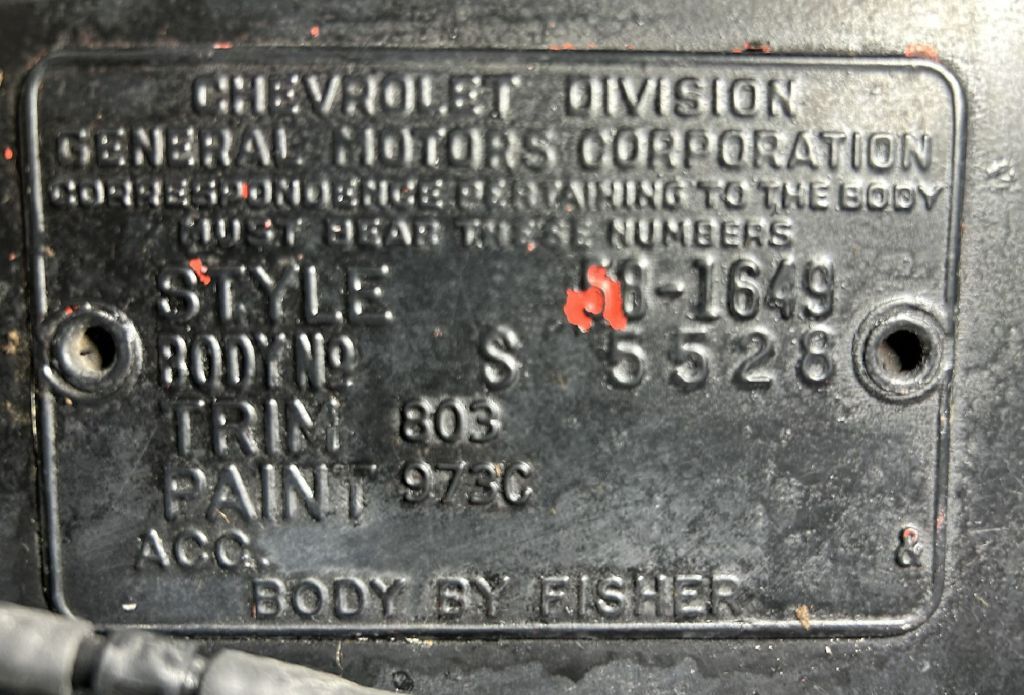 CHEVROLET DIVISION
GENERAL MOTORS CORPORATION
CORRESPONDENCE PERTAINING TO THE BODY
MUST BEAR THESE NUMBERS
STYLE 58-1649
BODY NO S 5528
TRIM 803
PAINT 973C
ACC. &
BODY BY FISHER